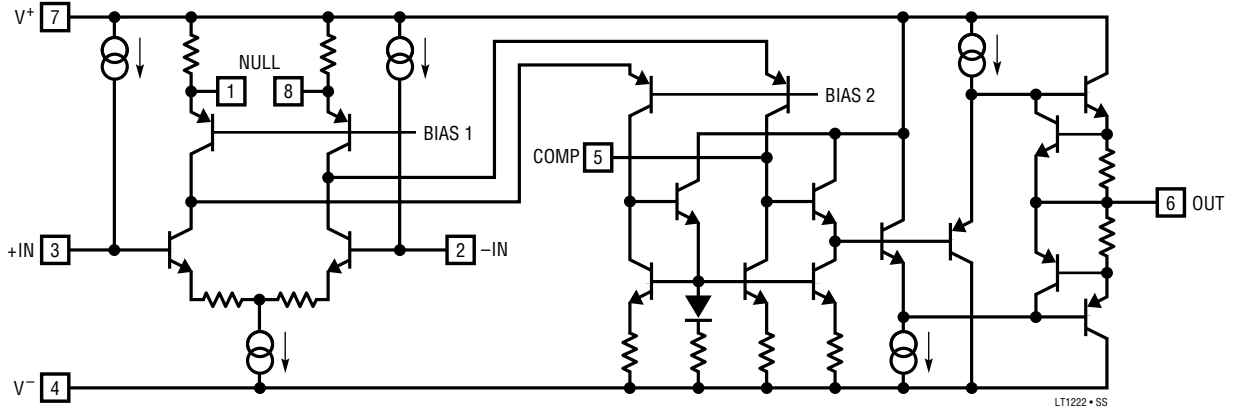 V+ 7
NULL
1
8
BIAS 1
BIAS 2
COMP 5
+IN 3
2 –IN
6 OUT
V– 4
LT1222 • SS